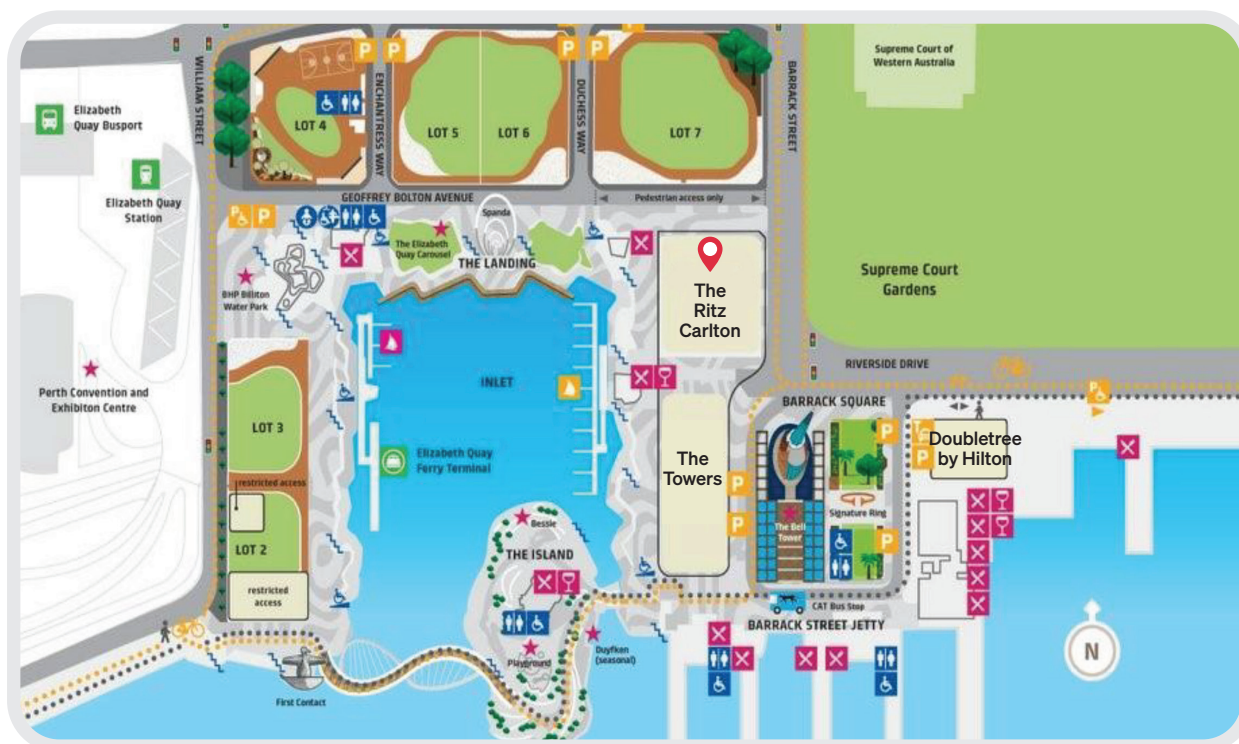 Supreme Court of
Western Australia
WILLIAM STREET
P
P
P
P
ENCHANTRESS WAY
DUCHESS WAY
BARRACK STREET
Elizabeth
Quay Busport
LOT 4
LOT 5
LOT 6
LOT 7
Elizabeth Quay
Station
GEOFFREY BOLTON AVENUE
Pedestrian access only
P
P
Spanda
The Elizabeth
Quay Carousel
THE LANDING
BHP Billiton
Water Park
The
Ritz
Carlton
Supreme Court
Gardens
RIVERSIDE DRIVE
Perth Convention and
Exhibiton Centre
INLET
BARRACK SQUARE
P
LOT 3
Elizabeth Quay
Ferry Terminal
The
Towers
P
P
Doubletree
by Hilton
P
restricted access
P
Signature Ring
Bessie
The Bell
Tower
P
LOT 2
THE ISLAND
restricted
access
CAT Bus Stop
BARRACK STREET JETTY
Duyfken
(seasonal)
Playground
First Contact
N